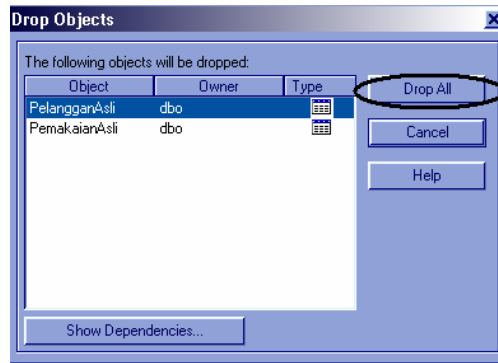 Drop Objects
The following objects will be dropped:
Object Owner Type
PelangganAsli dbo
PemakaianAsli dbo
Drop All
Cancel
Help
Show Dependencies...